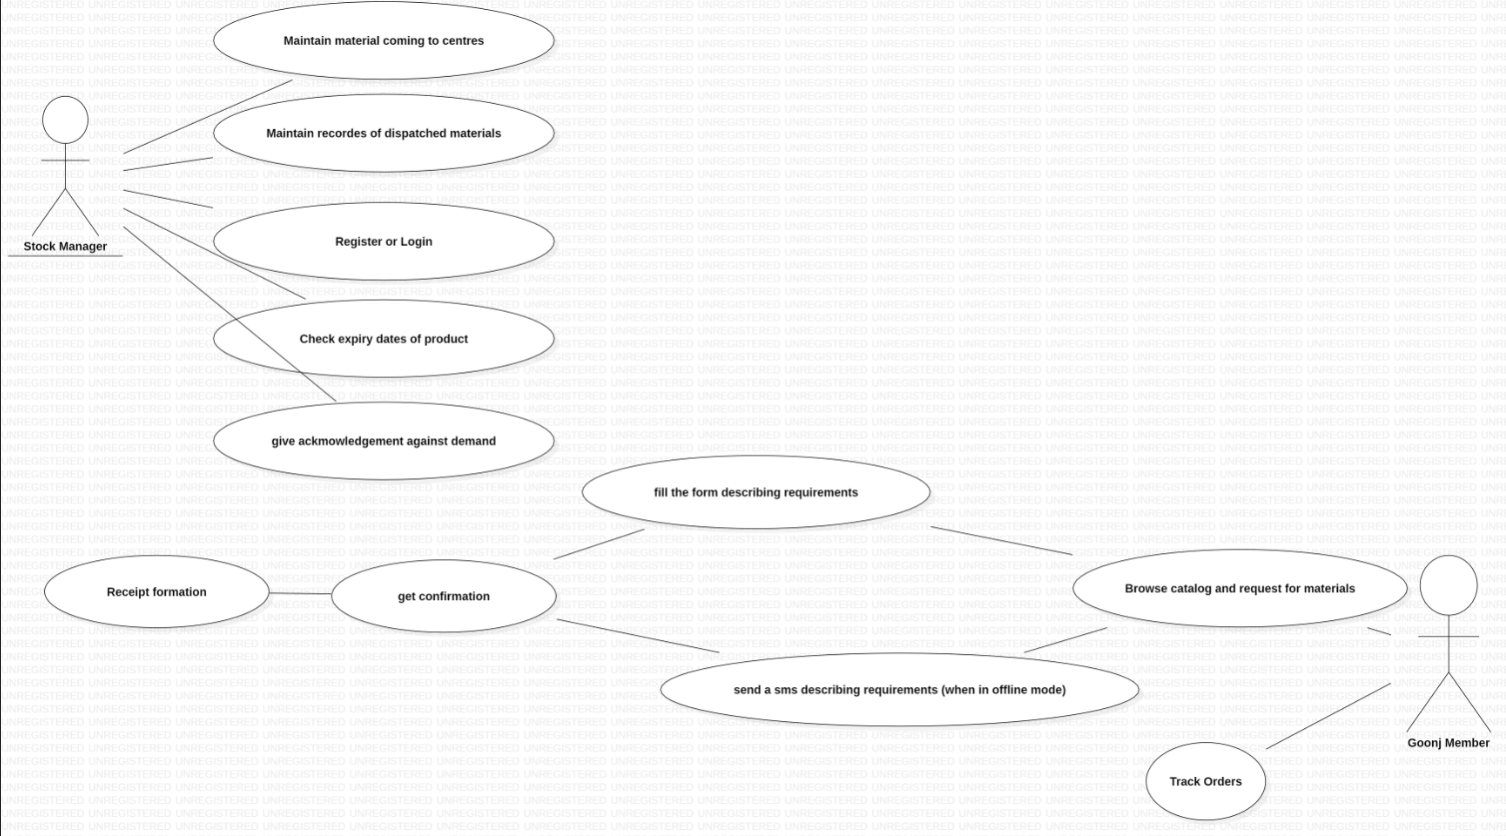 Maintain material coming to centres
Maintain recordes of dispatched materials
Stock Manager
Register or Login
Check expiry dates of product
give ackmowledgement against demand
fill the form describing requirements
Receipt formation
get confirmation
Browse catalog and request for materials
send a sms describing requirements (when in offline mode)
Goonj Member
Track Orders
UNREGISTERED